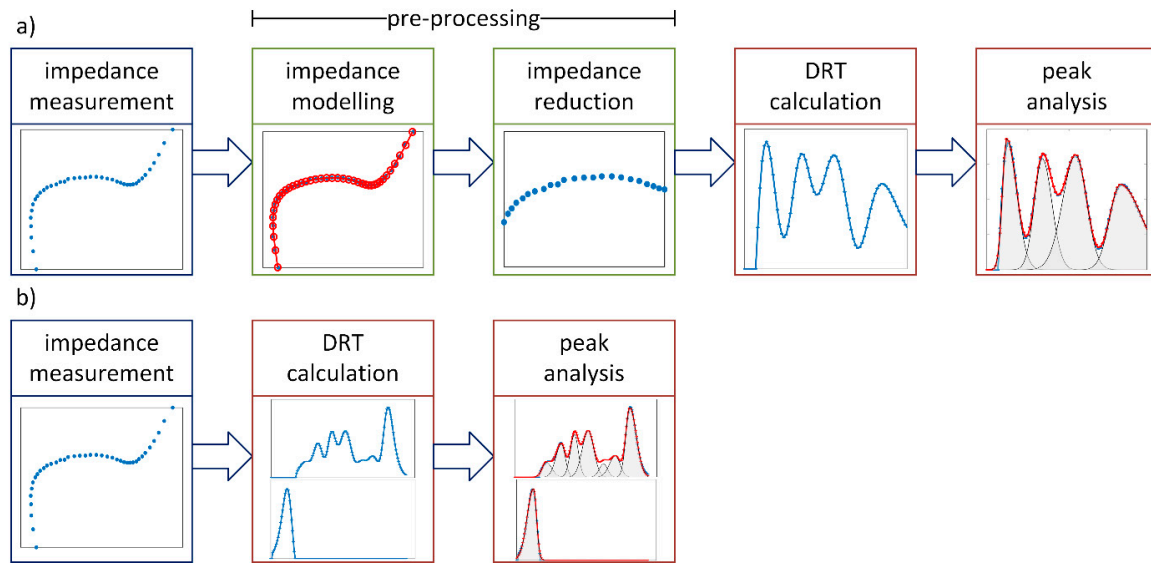 pre-processing
a)
impedance
measurement
impedance
modelling
impedance
reduction
DRT
calculation
peak
analysis
b)
impedance
measurement
DRT
calculation
peak
analysis